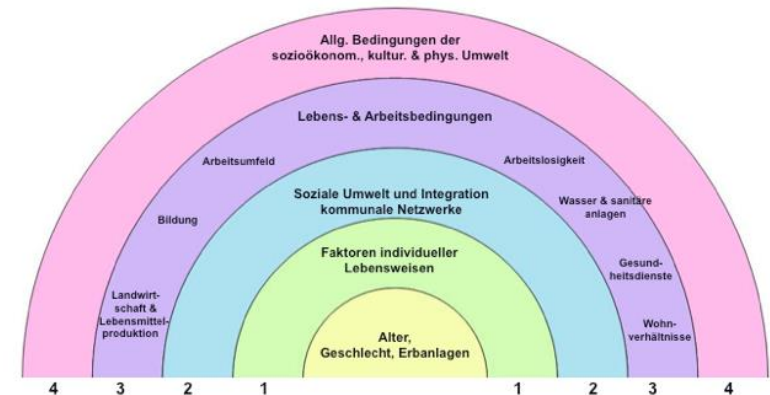 Allg. Bedingungen der
sozioökonom., kultur. & phys. Umwelt
Lebens- & Arbeitsbedingungen
Arbeitsumfeld
Arbeitslosigkeit
Soziale Umwelt und Integration
kommunale Netzwerke
Wasser & sanitäre
anlagen
Bildung
Faktoren individueller
Lebensweisen
Gesund-
heitsdienste
Landwirt-
schaft &
Lebensmittel-
produktion
Wohn-
verhältnisse
Alter,
Geschlecht, Erbanlagen
4 3 2 1 1 2 3 4